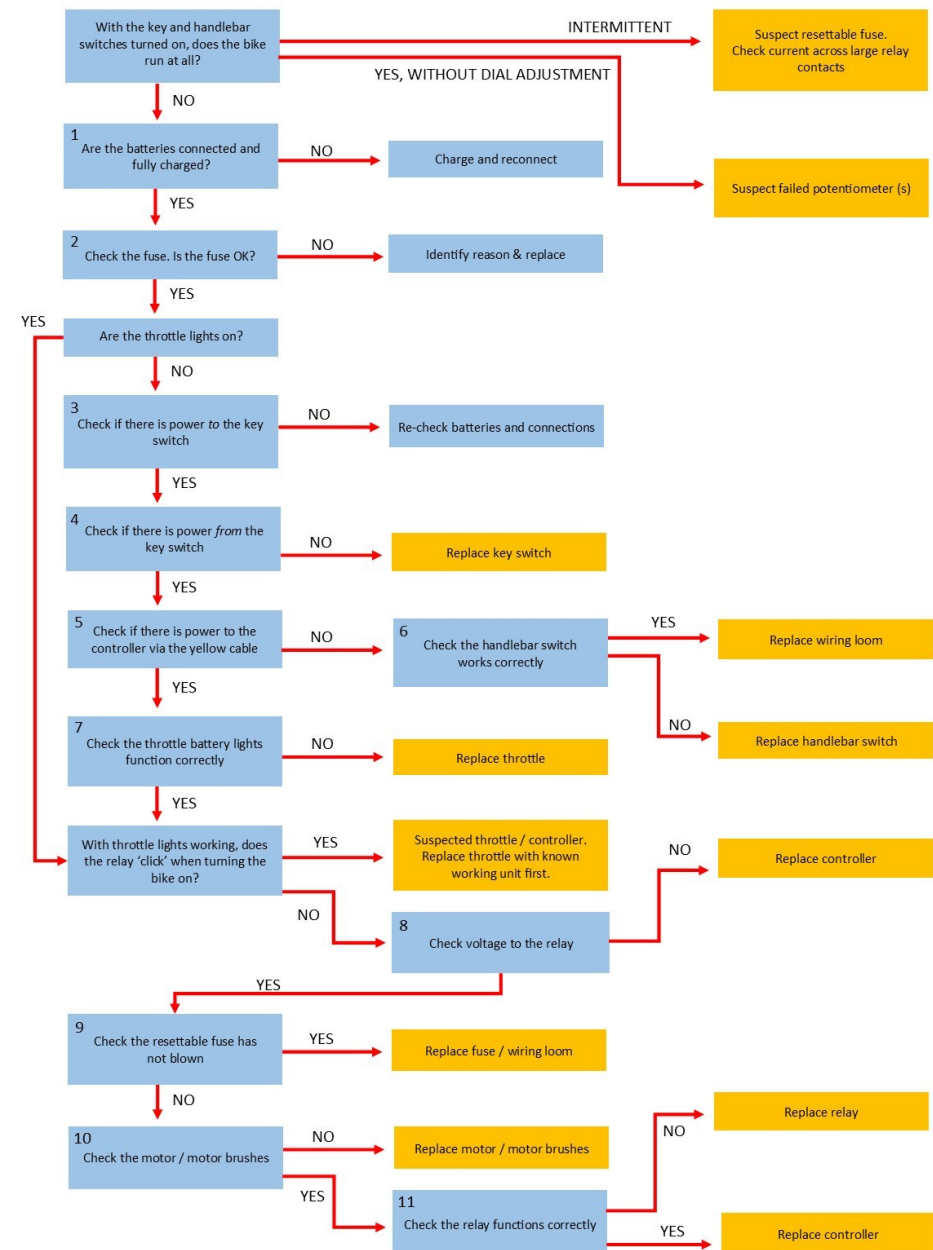 With the key and handlebar
switches turned on, does the bike
run at all?
INTERMITTENT
Suspect resettable fuse.
Check current across large relay
contacts
YES, WITHOUT DIAL ADJUSTMENT
NO
1
Are the batteries connected and
fully charged?
NO
Charge and reconnect
Suspect failed potentiometer (s)
YES
2
Check the fuse. Is the fuse OK?
NO
Identify reason & replace
YES
YES
Are the throttle lights on?
NO
3
Check if there is power to the key
switch
NO
Re-check batteries and connections
YES
4
Check if there is power from the
key switch
NO
Replace key switch
YES
5
Check if there is power to the
controller via the yellow cable
NO
6
Check the handlebar switch
works correctly
YES
Replace wiring loom
YES
NO
Replace handlebar switch
7
Check the throttle battery lights
function correctly
NO
Replace throttle
YES
With throttle lights working, does
the relay ‘click’ when turning the
bike on?
YES
Suspected throttle / controller.
Replace throttle with known
working unit first.
NO
Replace controller
NO
8
Check voltage to the relay
YES
9
Check the resettable fuse has
not blown
YES
Replace fuse / wiring loom
NO
10
Check the motor / motor brushes
NO
Replace motor / motor brushes
Replace relay
NO
YES
11
Check the relay functions correctly
YES
Replace controller